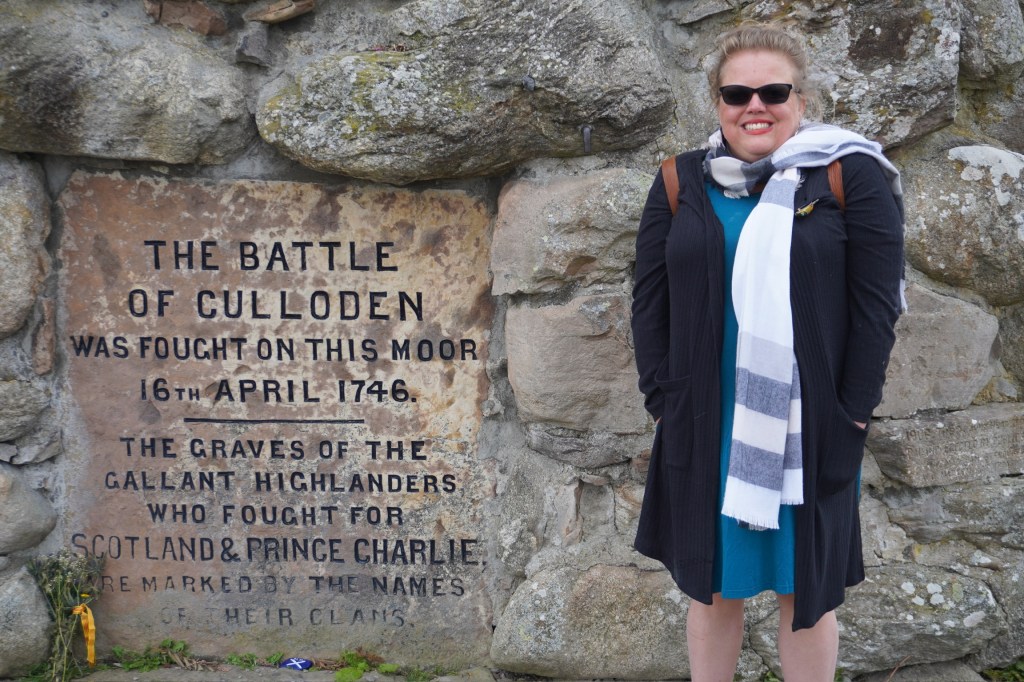 THE BATTLE
OF CULLODEN
WAS FOUGHT ON THIS MOOR
16TH APRIL 1746.
THE GRAVES OF THE
GALLANT HIGHLANDERS
WHO FOUGHT FOR
SCOTLAND & PRINCE CHARLIE,
ARE MARKED BY THE NAMES
OF THEIR CLANS.